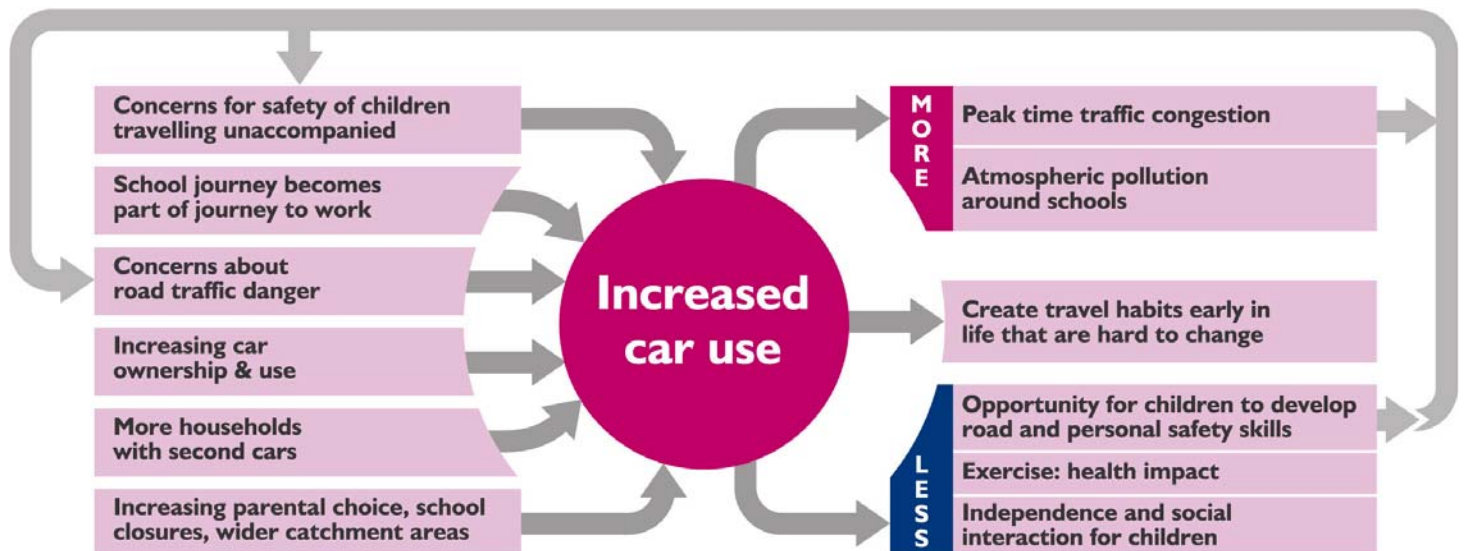 Concerns for safety of children
travelling unaccompanied
School journey becomes
part of journey to work
Concerns about
road traffic danger
Increasing car
ownership & use
More households
with second cars
Increasing parental choice, school
closures, wider catchment areas
Increased
car use
MORE
Peak time traffic congestion
Atmospheric pollution
around schools
Create travel habits early in
life that are hard to change
LESS
Opportunity for children to develop
road and personal safety skills
Exercise: health impact
Independence and social
interaction for children